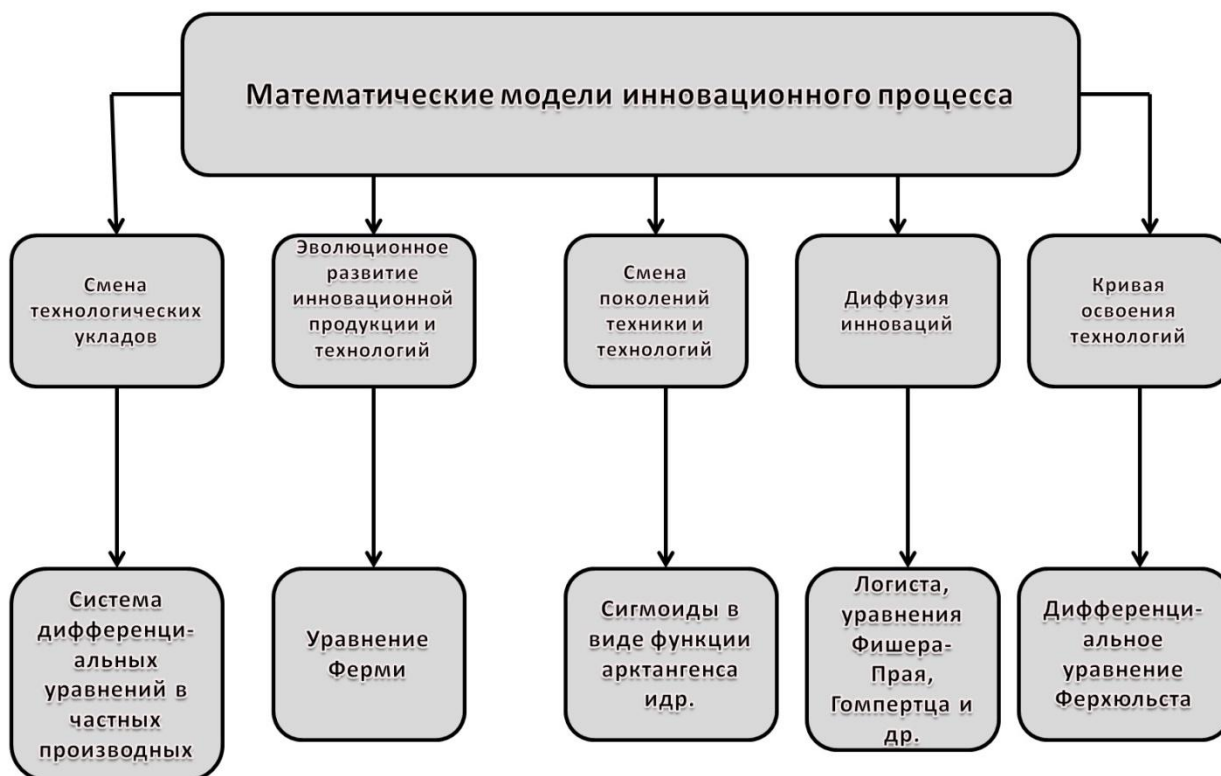 Математические модели инновационного процесса
Смена
технологических
укладов
Эволюционное
развитие
инновационной
продукции и
технологий
Смена
поколений
техники и
технологий
Диффузия
инноваций
Кривая
освоения
технологий
Система
дифференци-
альных
уравнений в
частных
производных
Уравнение
Ферми
Сигмоиды в
виде функции
арктангенса
идр.
Логиста,
уравнения
Фишера-
Прая,
Гомпертца и
др.
Дифференци-
альное
уравнение
Ферхюльста